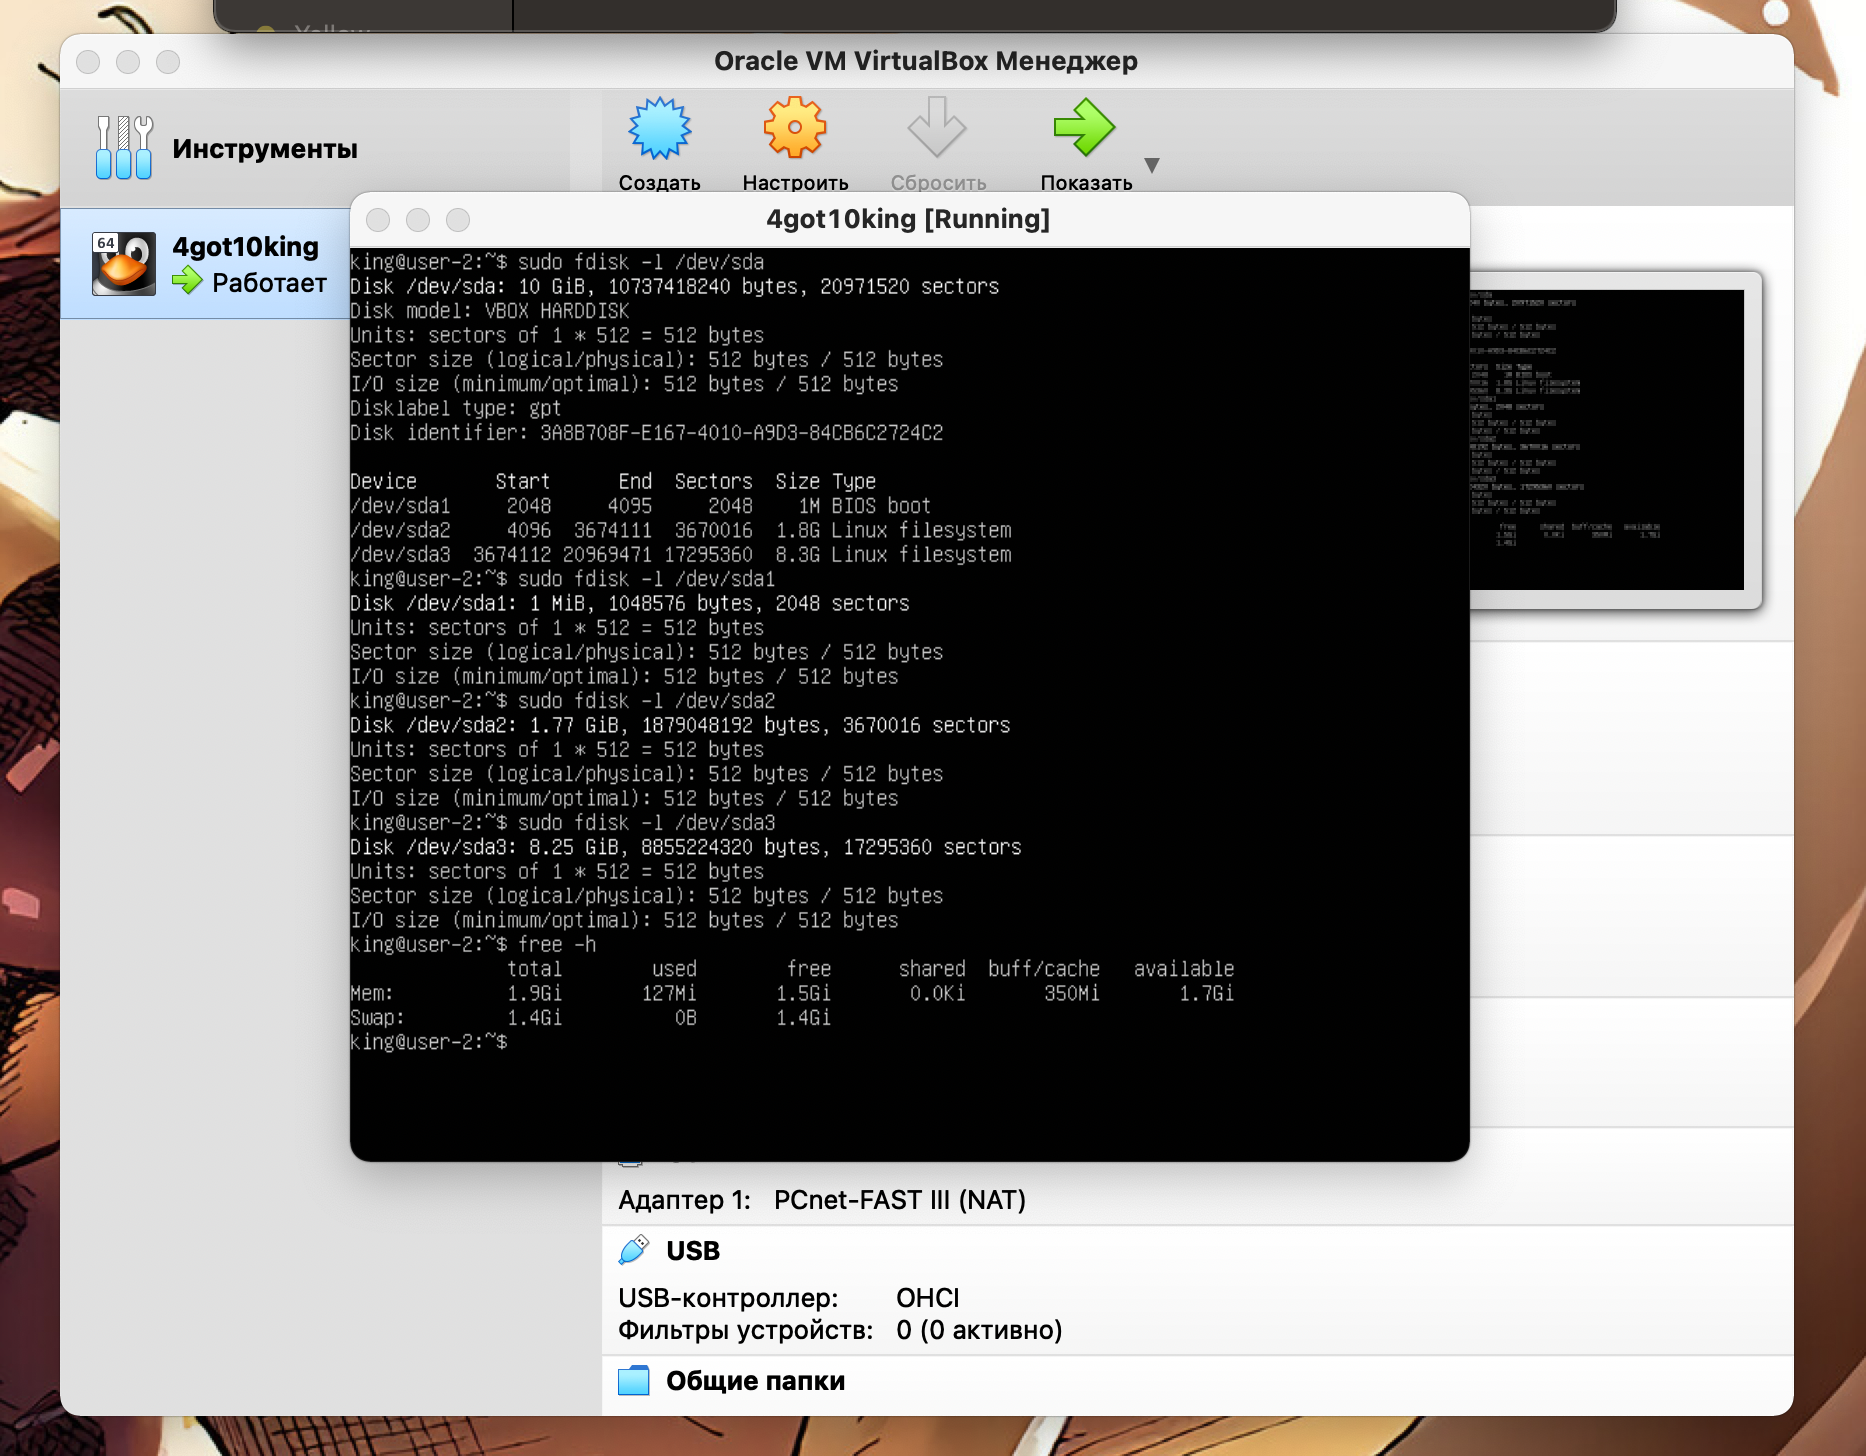 Yellow
Oracle VM VirtualBox Менеджер
Инструменты
Создать
Настроить
Сбросить
Показать
64
4got10king
Работает
4got10king [Running]
king@user-2:~$ sudo fdisk -l /dev/sda
Disk /dev/sda: 10 GiB, 10737418240 bytes, 20971520 sectors
Disk model: VBOX HARDDISK
Units: sectors of 1 * 512 = 512 bytes
Sector size (logical/physical): 512 bytes / 512 bytes
I/O size (minimum/optimal): 512 bytes / 512 bytes
Disklabel type: gpt
Disk identifier: 3A8B708F-E167-4010-A9D3-84CB6C2724C2
Device Start End Sectors Size Type
/dev/sda1 2048 4095 2048 1M BIOS boot
/dev/sda2 4096 3674111 3670016 1.8G Linux filesystem
/dev/sda3 3674112 20969471 17295360 8.3G Linux filesystem
king@user-2:~$ sudo fdisk -l /dev/sda1
Disk /dev/sda1: 1 MiB, 1048576 bytes, 2048 sectors
Units: sectors of 1 * 512 = 512 bytes
Sector size (logical/physical): 512 bytes / 512 bytes
I/O size (minimum/optimal): 512 bytes / 512 bytes
king@user-2:~$ sudo fdisk -l /dev/sda2
Disk /dev/sda2: 1.77 GiB, 1879048192 bytes, 3670016 sectors
Units: sectors of 1 * 512 = 512 bytes
Sector size (logical/physical): 512 bytes / 512 bytes
I/O size (minimum/optimal): 512 bytes / 512 bytes
king@user-2:~$ sudo fdisk -l /dev/sda3
Disk /dev/sda3: 8.25 GiB, 8855224320 bytes, 17295360 sectors
Units: sectors of 1 * 512 = 512 bytes
Sector size (logical/physical): 512 bytes / 512 bytes
I/O size (minimum/optimal): 512 bytes / 512 bytes
king@user-2:~$ free -h
total used free shared buff/cache available
Mem: 1.9Gi 127Mi 1.5Gi 0.0Ki 350Mi 1.7Gi
Swap: 1.4Gi 0B 1.4Gi
king@user-2:~$
Адаптер 1: PCnet-FAST III (NAT)
USB
USB-контроллер: OHCI
Фильтры устройств: 0 (0 активно)
Общие папки